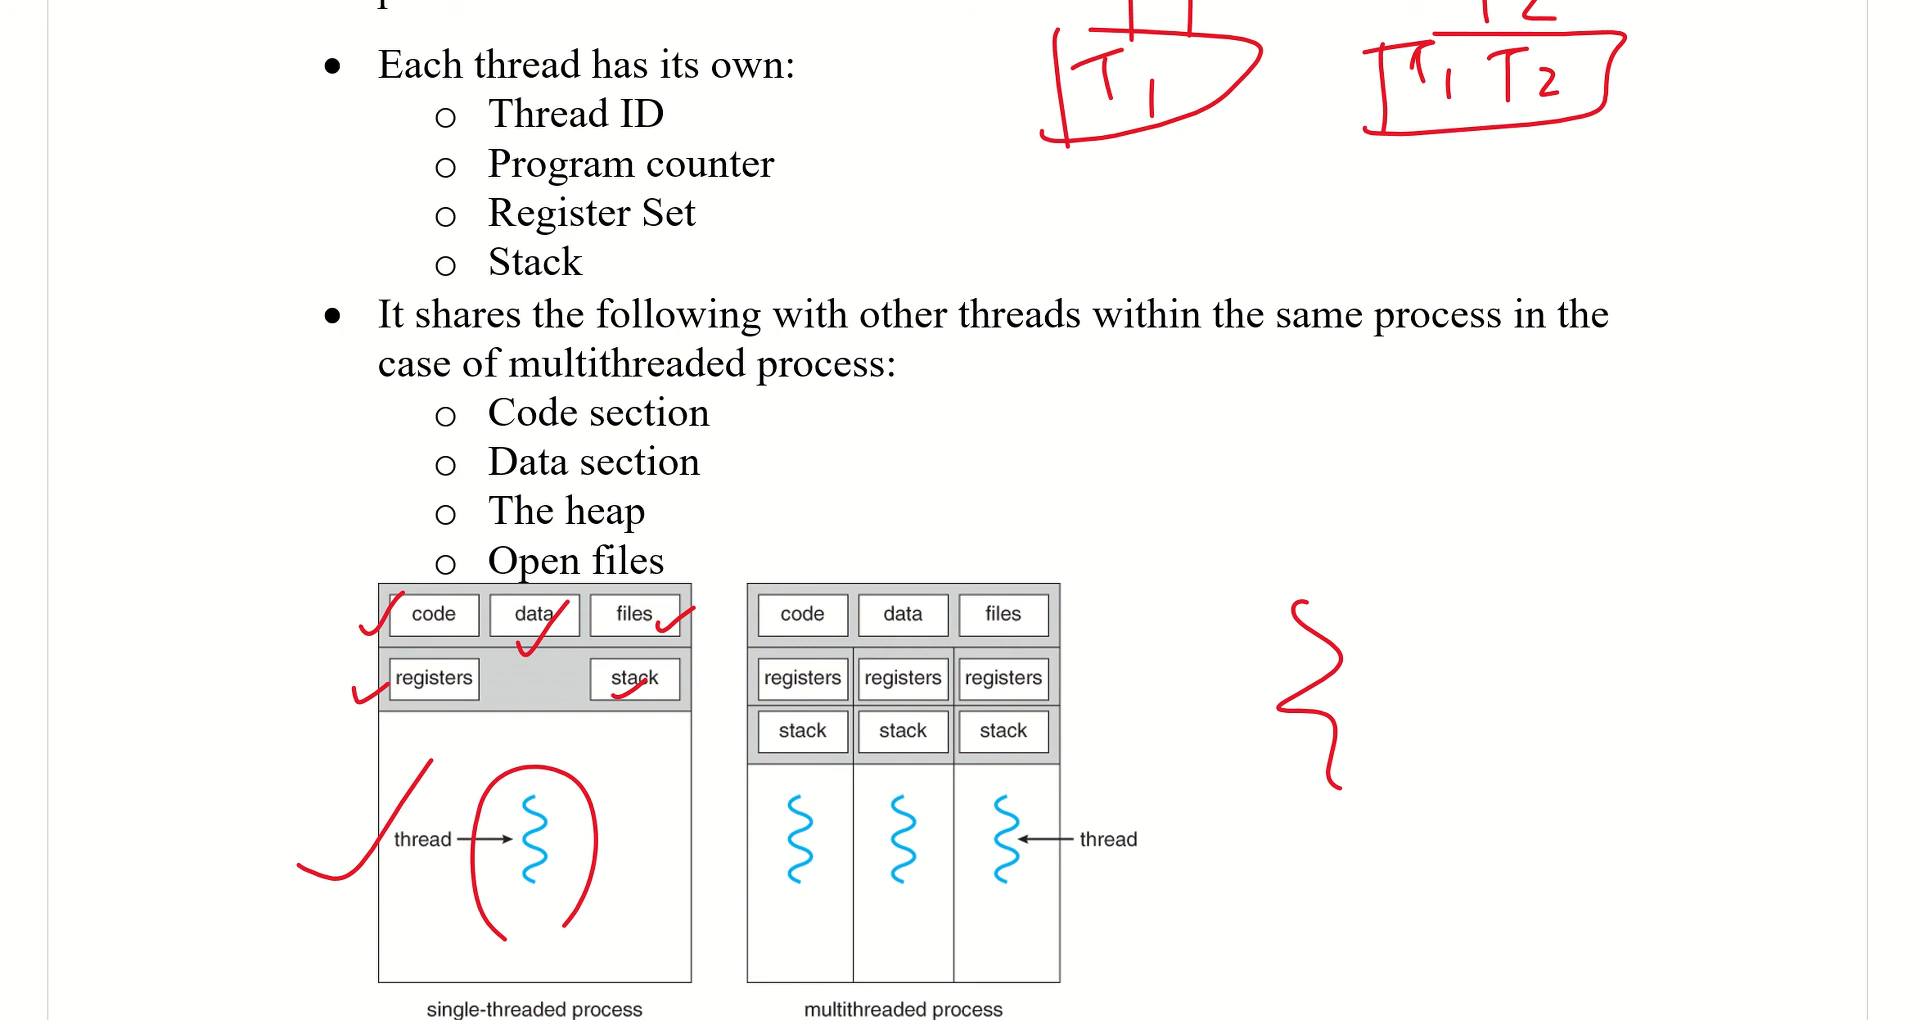 • Each thread has its own:
T1
T1 T2
o Thread ID
o Program counter
o Register Set
o Stack
• It shares the following with other threads within the same process in the
case of multithreaded process:
o Code section
o Data section
o The heap
o Open files
code data files
registers stack
thread
single-threaded process
code data files
registers registers registers
stack stack stack
thread
multithreaded process